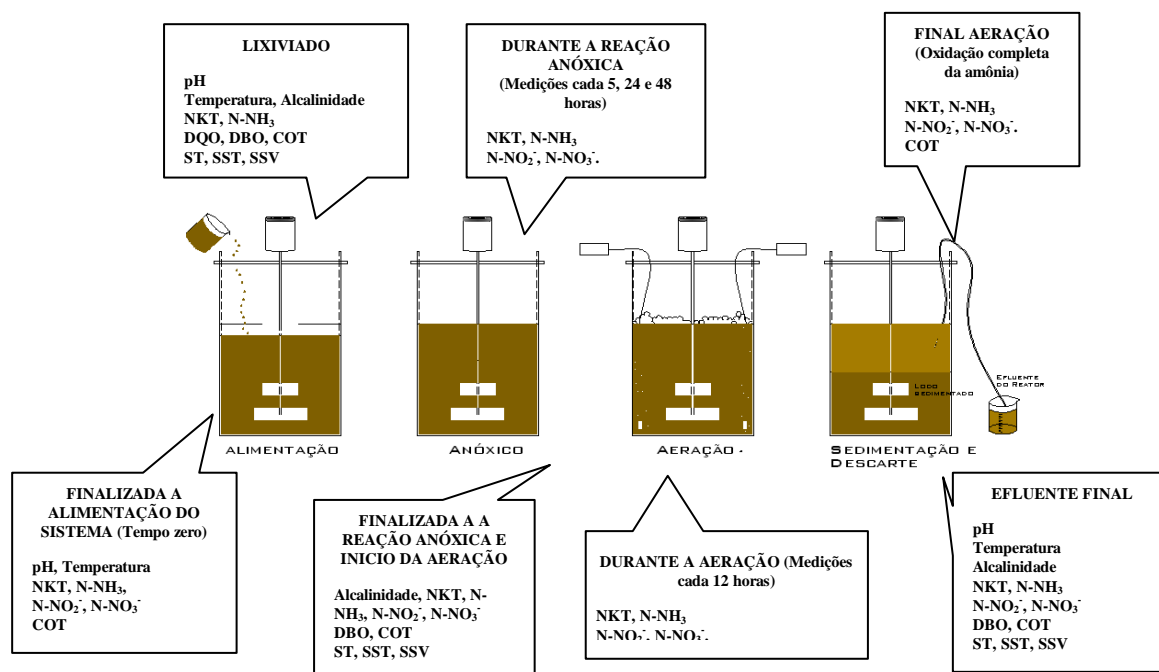 LIXIVIADO
pH
Temperatura, Alcalinidade
NKT, N-NH₃
DQO, DBO, COT
ST, SST, SSV
DURANTE A REAÇÃO
ANÓXICA
(Medições cada 5, 24 e 48
horas)
NKT, N-NH₃
N-NO₂⁻, N-NO₃⁻.
FINAL AERAÇÃO
(Oxidação completa
da amônia)
NKT, N-NH₃
N-NO₂⁻, N-NO₃⁻.
COT
LODO
SEDIMENTADO
EFLUENTE
DO REATOR
ALIMENTAÇÃO
ANÓXICO
AERAÇÃO.
SEDIMENTAÇÃO E
DESCARTE
FINALIZADA A
ALIMENTAÇÃO DO
SISTEMA (Tempo zero)
pH, Temperatura
NKT, N-NH₃,
N-NO₂⁻, N-NO₃⁻
COT
FINALIZADA A A
REAÇÃO ANÓXICA E
INICIO DA AERAÇÃO
Alcalinidade, NKT, N-
NH₃, N-NO₂⁻, N-NO₃⁻
DBO, COT
ST, SST, SSV
DURANTE A AERAÇÃO (Medições
cada 12 horas)
NKT, N-NH₃
N-NO₂⁻, N-NO₃⁻.
EFLUENTE FINAL
pH
Temperatura
Alcalinidade
NKT, N-NH₃
N-NO₂⁻, N-NO₃⁻
DBO, COT
ST, SST, SSV